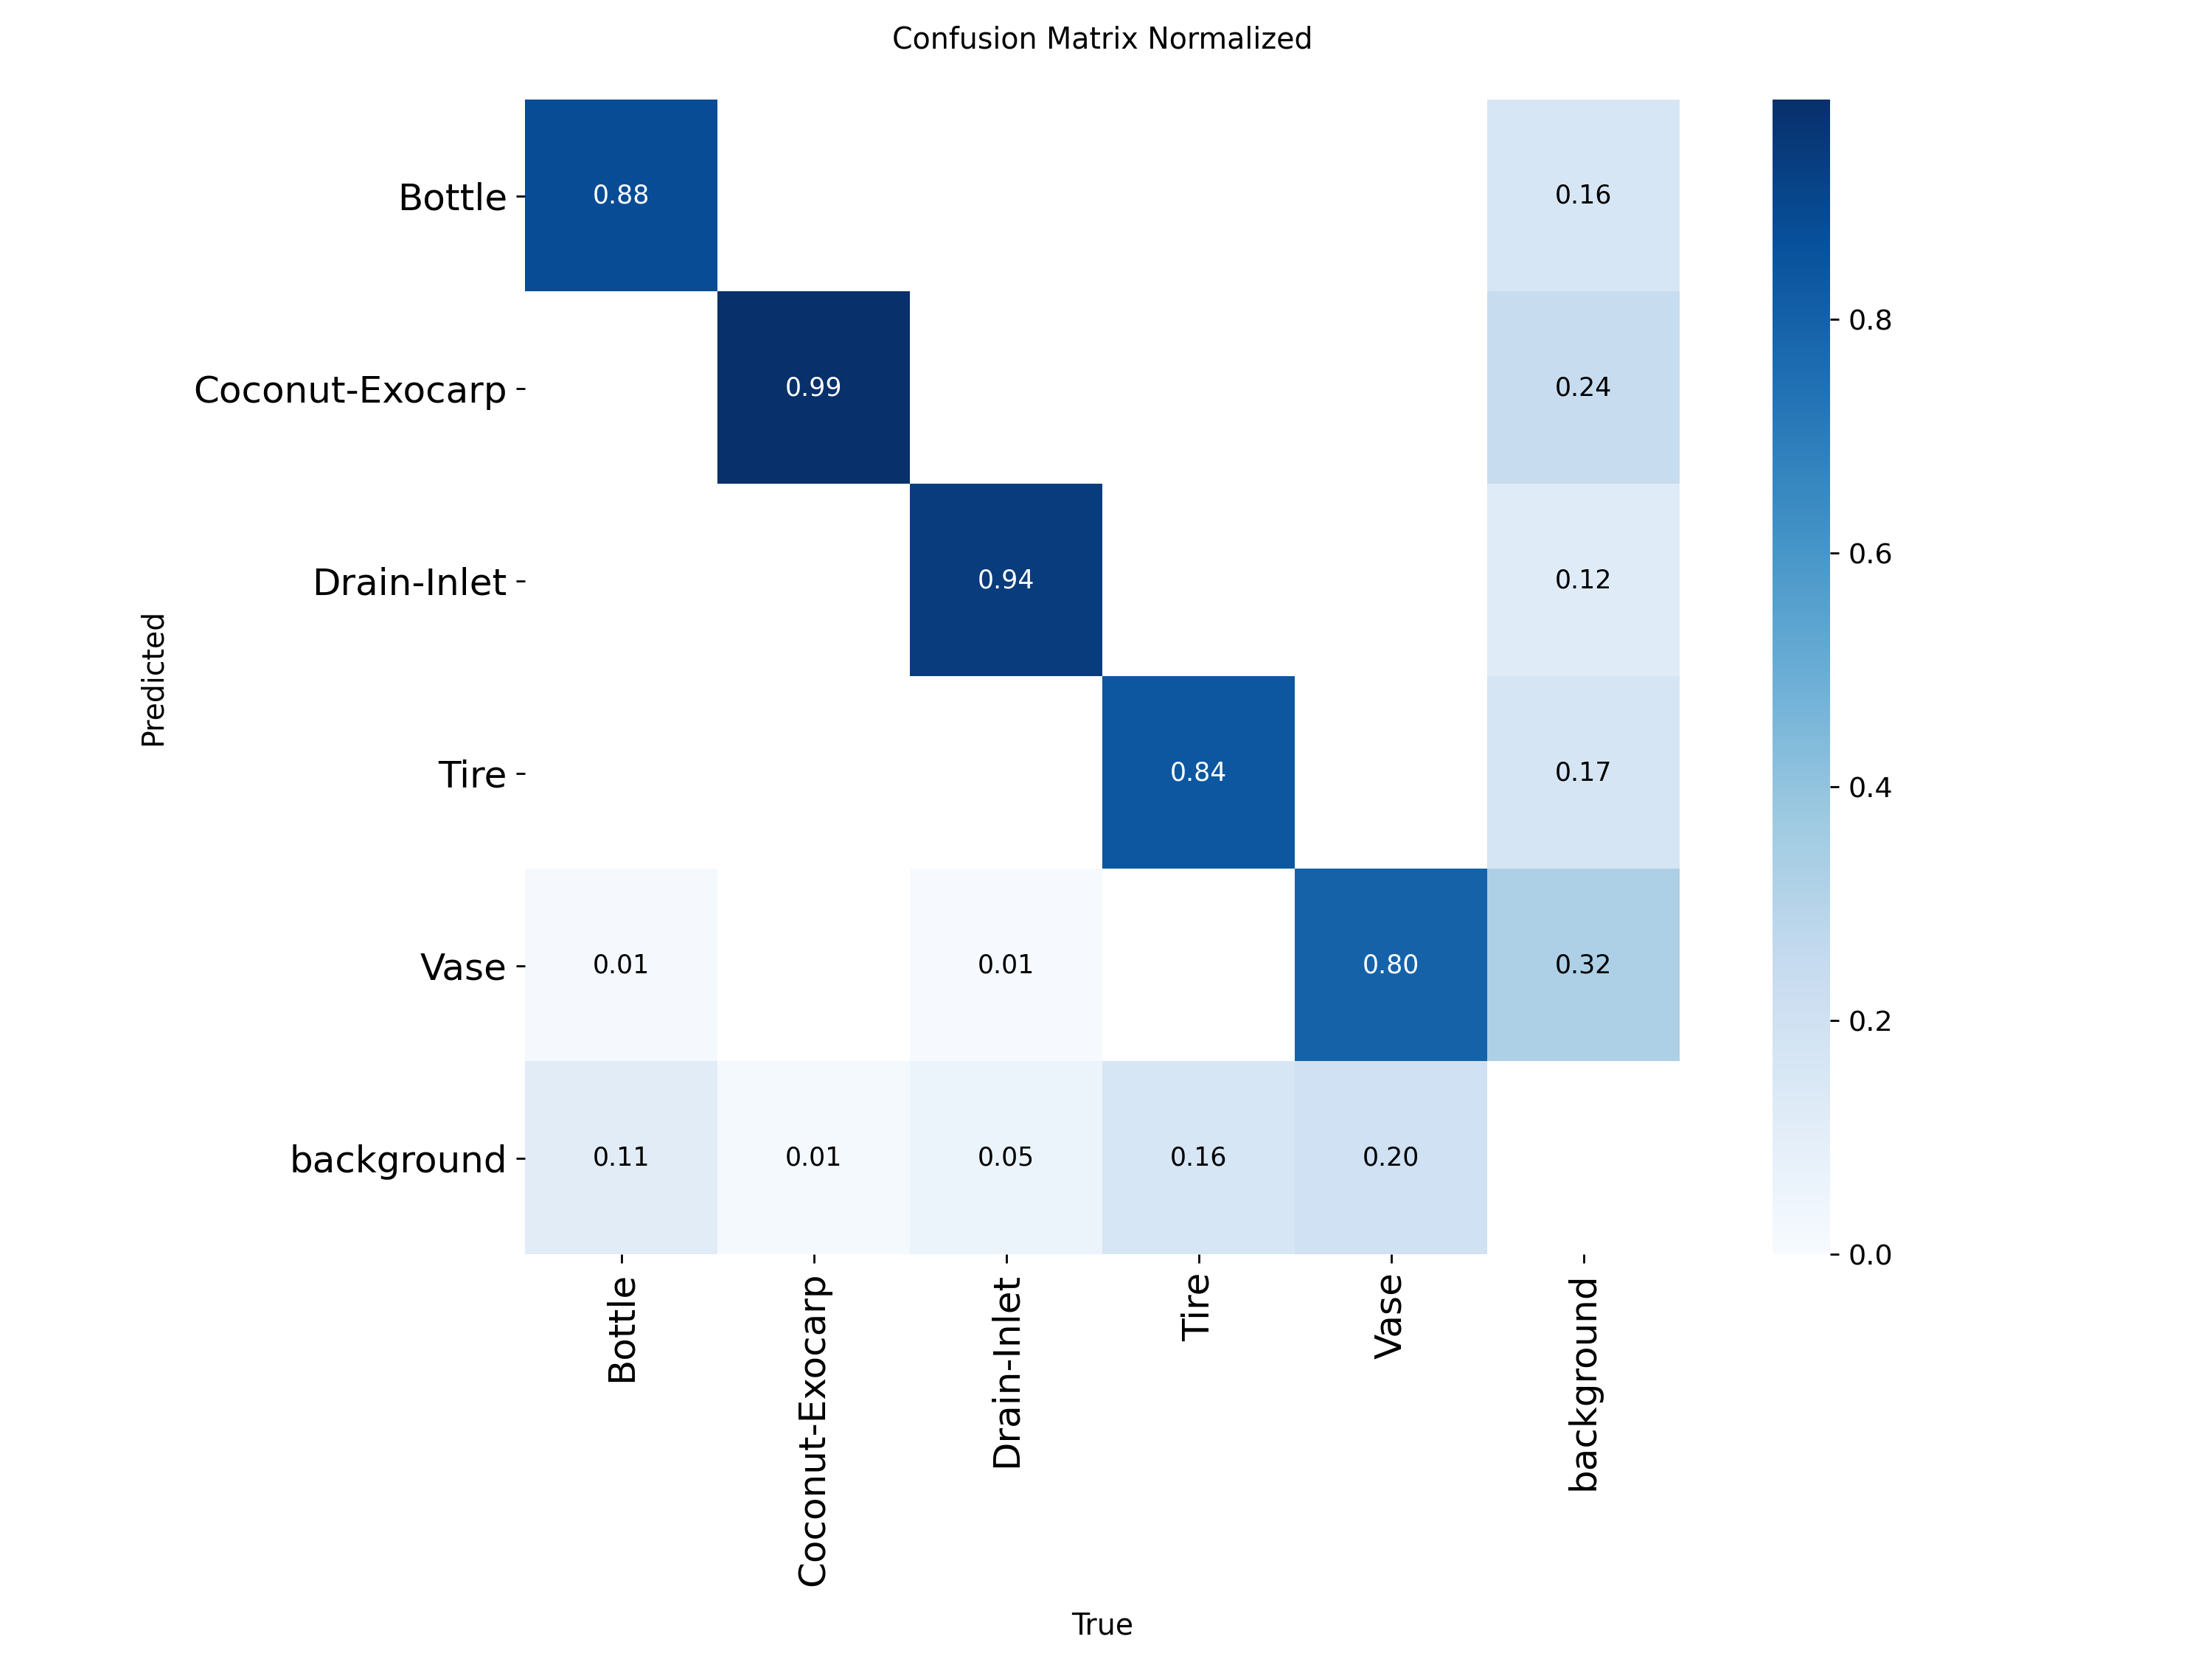 Confusion Matrix Normalized
Predicted
Bottle
0.88
0.16
Coconut-Exocarp
0.99
0.24
Drain-Inlet
0.94
0.12
Tire
0.84
0.17
Vase
0.01
0.01
0.80
0.32
background
0.11
0.01
0.05
0.16
0.20
Bottle
Coconut-Exocarp
Drain-Inlet
Tire
Vase
background
True
0.8
0.6
0.4
0.2
0.0